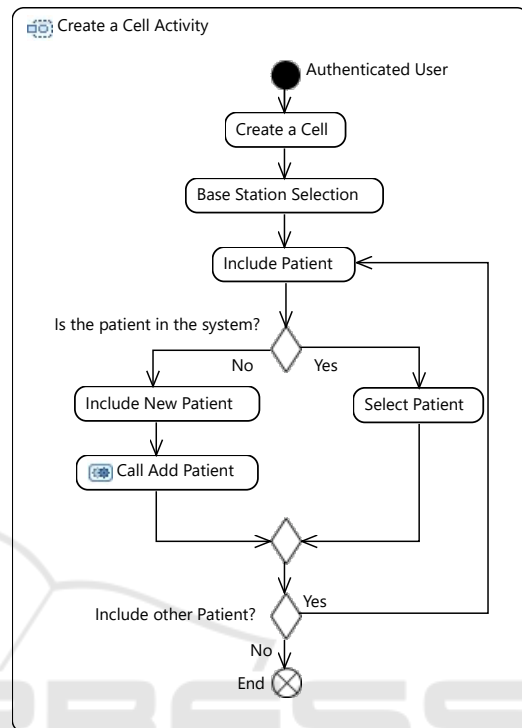 Create a Cell Activity
Authenticated User
Create a Cell
Base Station Selection
Include Patient
Is the patient in the system?
No
Yes
Include New Patient
Select Patient
Call Add Patient
Include other Patient?
Yes
No
End